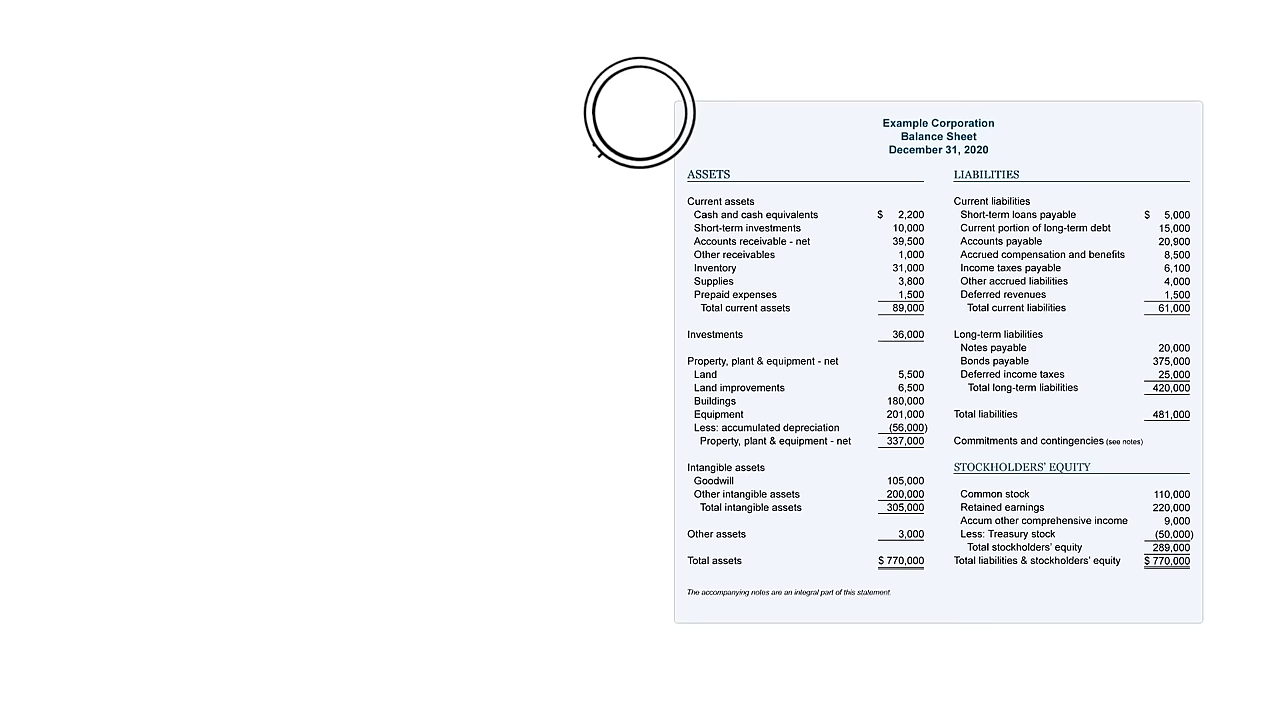 Example Corporation
Balance Sheet
December 31, 2020
ASSETS
Current assets
Cash and cash equivalents $ 2,200
Short-term investments 10,000
Accounts receivable - net 39,500
Other receivables 1,000
Inventory 31,000
Supplies 3,800
Prepaid expenses 1,500
Total current assets 89,000
Investments 36,000
Property, plant & equipment - net
Land 5,500
Land improvements 6,500
Buildings 180,000
Equipment 201,000
Less: accumulated depreciation (56,000)
Property, plant & equipment - net 337,000
Intangible assets
Goodwill 105,000
Other intangible assets 200,000
Total intangible assets 305,000
Other assets 3,000
Total assets $ 770,000
LIABILITIES
Current liabilities
Short-term loans payable $ 5,000
Current portion of long-term debt 15,000
Accounts payable 20,900
Accrued compensation and benefits 8,500
Income taxes payable 6,100
Other accrued liabilities 4,000
Deferred revenues 1,500
Total current liabilities 61,000
Long-term liabilities
Notes payable 20,000
Bonds payable 375,000
Deferred income taxes 25,000
Total long-term liabilities 420,000
Total liabilities 481,000
Commitments and contingencies (see notes)
STOCKHOLDERS' EQUITY
Common stock 110,000
Retained earnings 220,000
Accum other comprehensive income 9,000
Less: Treasury stock (50,000)
Total stockholders' equity 289,000
Total liabilities & stockholders' equity $ 770,000
The accompanying notes are an integral part of this statement.